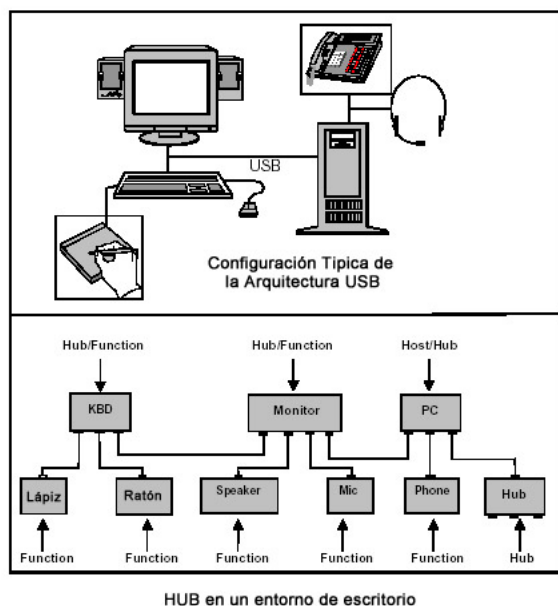 USB
Configuración Tipica de
la Arquitectura USB
Hub/Function
Hub/Function
Host/Hub
KBD
Monitor
PC
Lápiz
Ratón
Speaker
Mic
Phone
Hub
Function
Function
Function
Function
Function
Hub
HUB en un entorno de escritorio